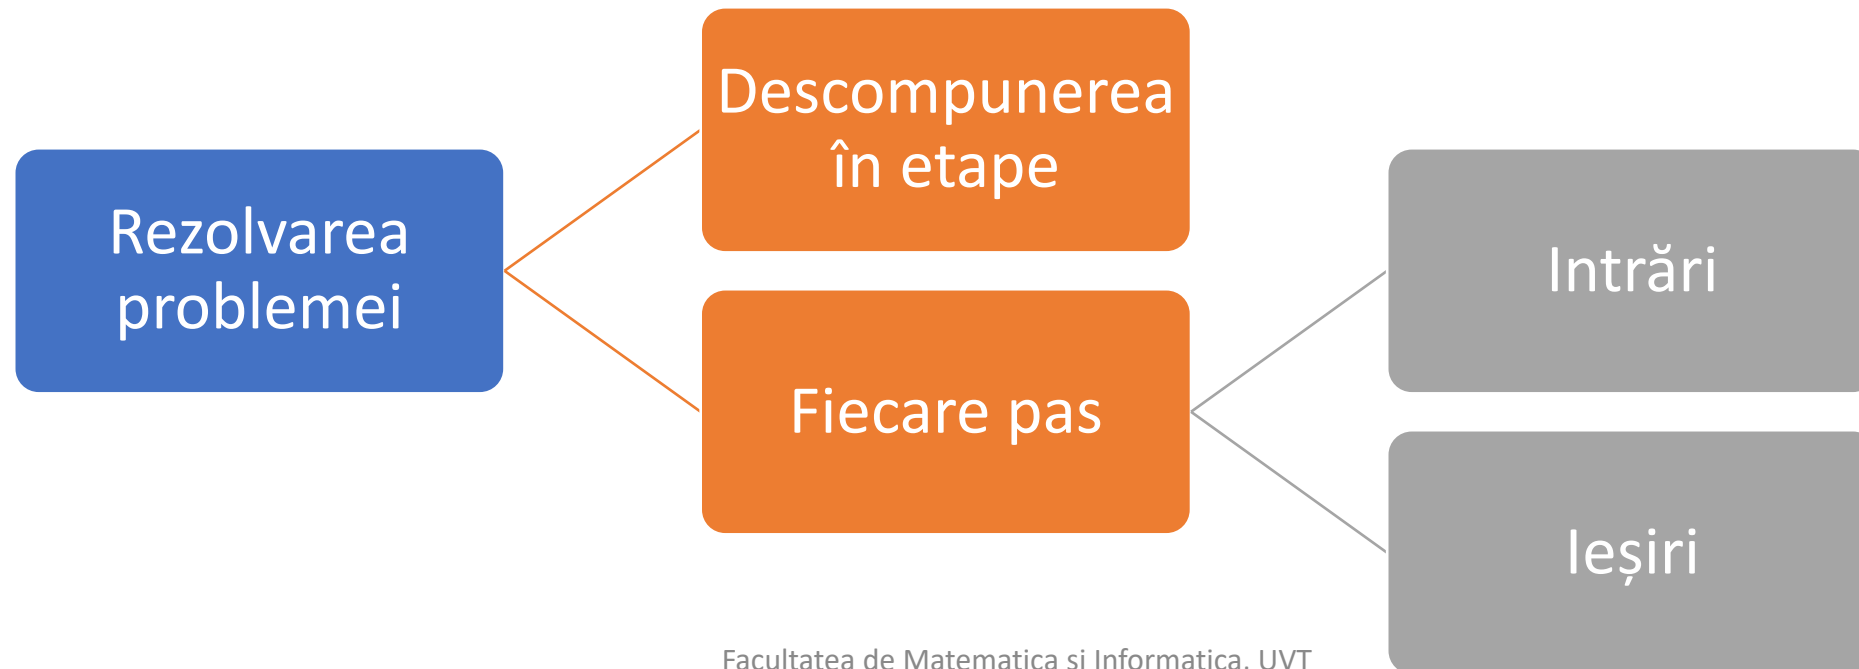 Rezolvarea
problemei
Descompunerea
în etape
Fiecare pas
Intrări
Ieșiri
Facultatea de Matematica si Informatica, UVT